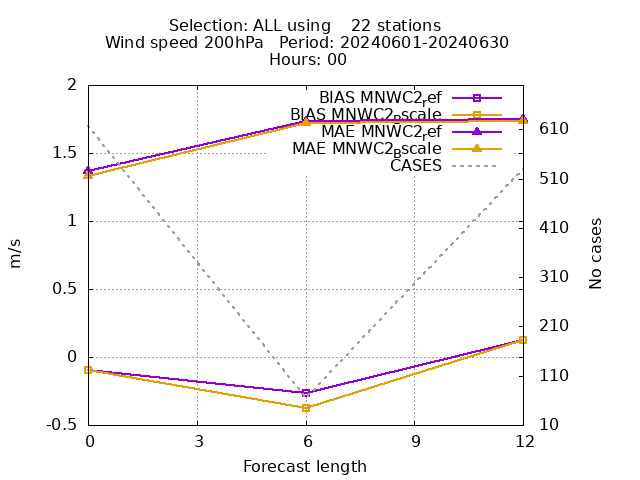 Selection: ALL using    22 stations
Wind speed 200hPa   Period: 20240601-20240630
Hours: 00
BIAS MNWC2_ref
BIAS MNWC2_Bscale
MAE MNWC2_ref
MAE MNWC2_Bscale
CASES
2
1.5
1
0.5
0
-0.5
m/s
610
510
410
310
210
110
10
No cases
0 3 6 9 12
Forecast length